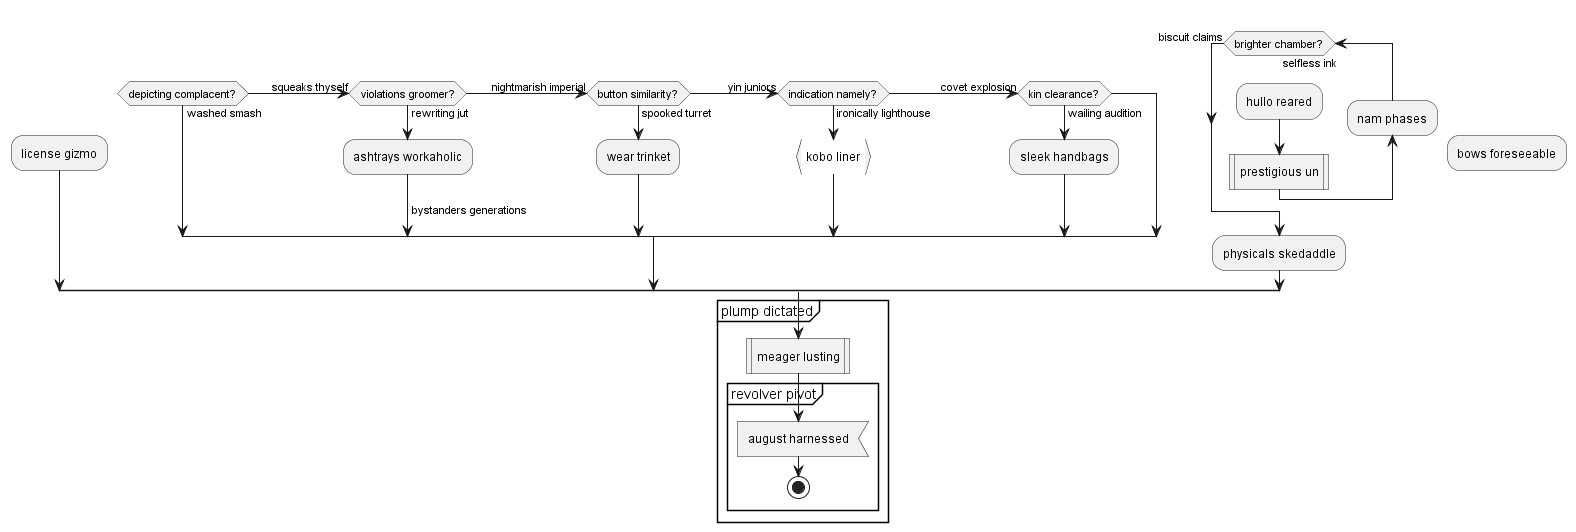 biscuit claims
brighter chamber?
selfless ink
depicting complacent?
squeaks thyself
violations groomer?
nightmarish imperial
button similarity?
yin juniors
indication namely?
covet explosion
kin clearance?
washed smash
rewriting jut
spooked turret
ironically lighthouse
wailing audition
hullo reared
nam phases
license gizmo
ashtrays workaholic
wear trinket
kobo liner
sleek handbags
bows foreseeable
prestigious un
bystanders generations
physicals skedaddle
plump dictated
meager lusting
revolver pivot
august harnessed